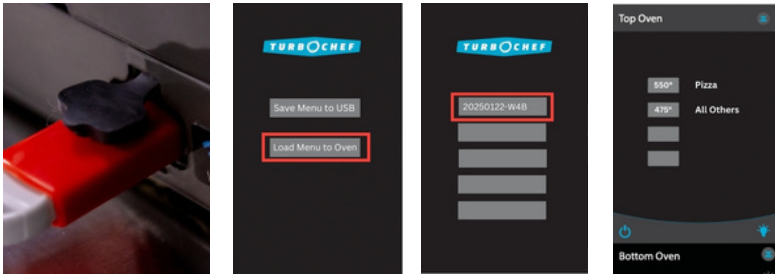 TURBOCHEF
Save Menu to USB
Load Menu to Oven
TURBOCHEF
20250122-W4B
Top Oven
550° Pizza
475° All Others
Bottom Oven